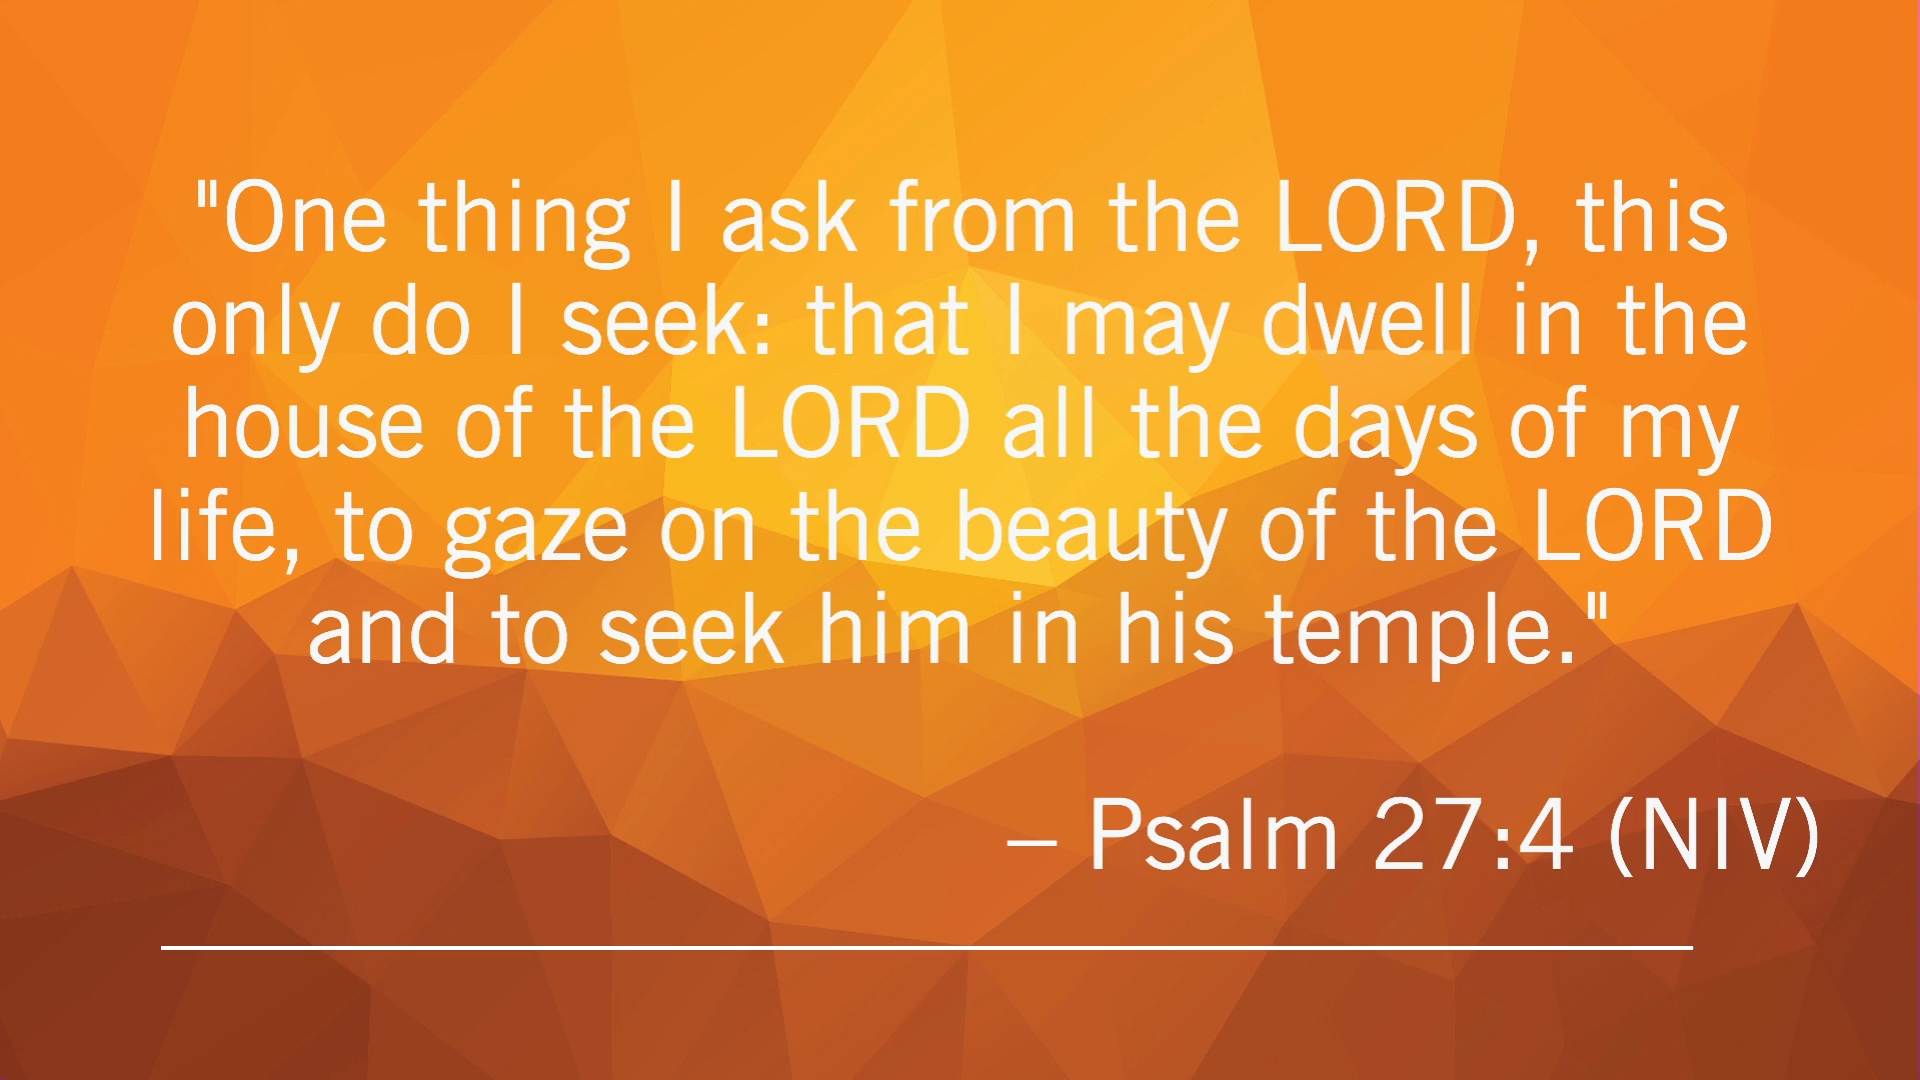 "One thing I ask from the LORD, this
only do I seek: that I may dwell in the
house of the LORD all the days of my
life, to gaze on the beauty of the LORD
and to seek him in his temple."
– Psalm 27:4 (NIV)